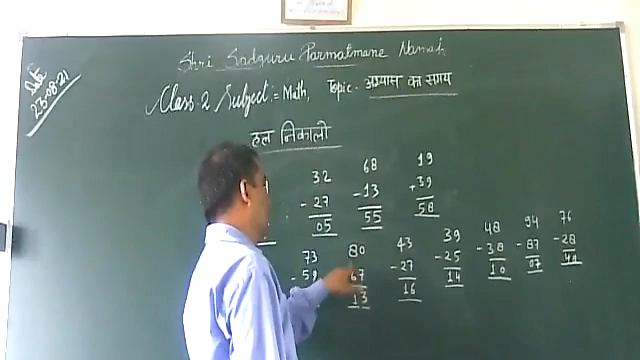 Shri Sadguru Parmatmane Namah
Date 23-08-21
Class-2 Subject:- Math, Topic- अभ्यास का समय
हल निकालो
32 68 19
- 27 - 13 + 39
05 55 58
73 80 43 39 48 94 76
- 59 67 - 27 - 25 - 38 - 87 - 28
13 16 14 10 07